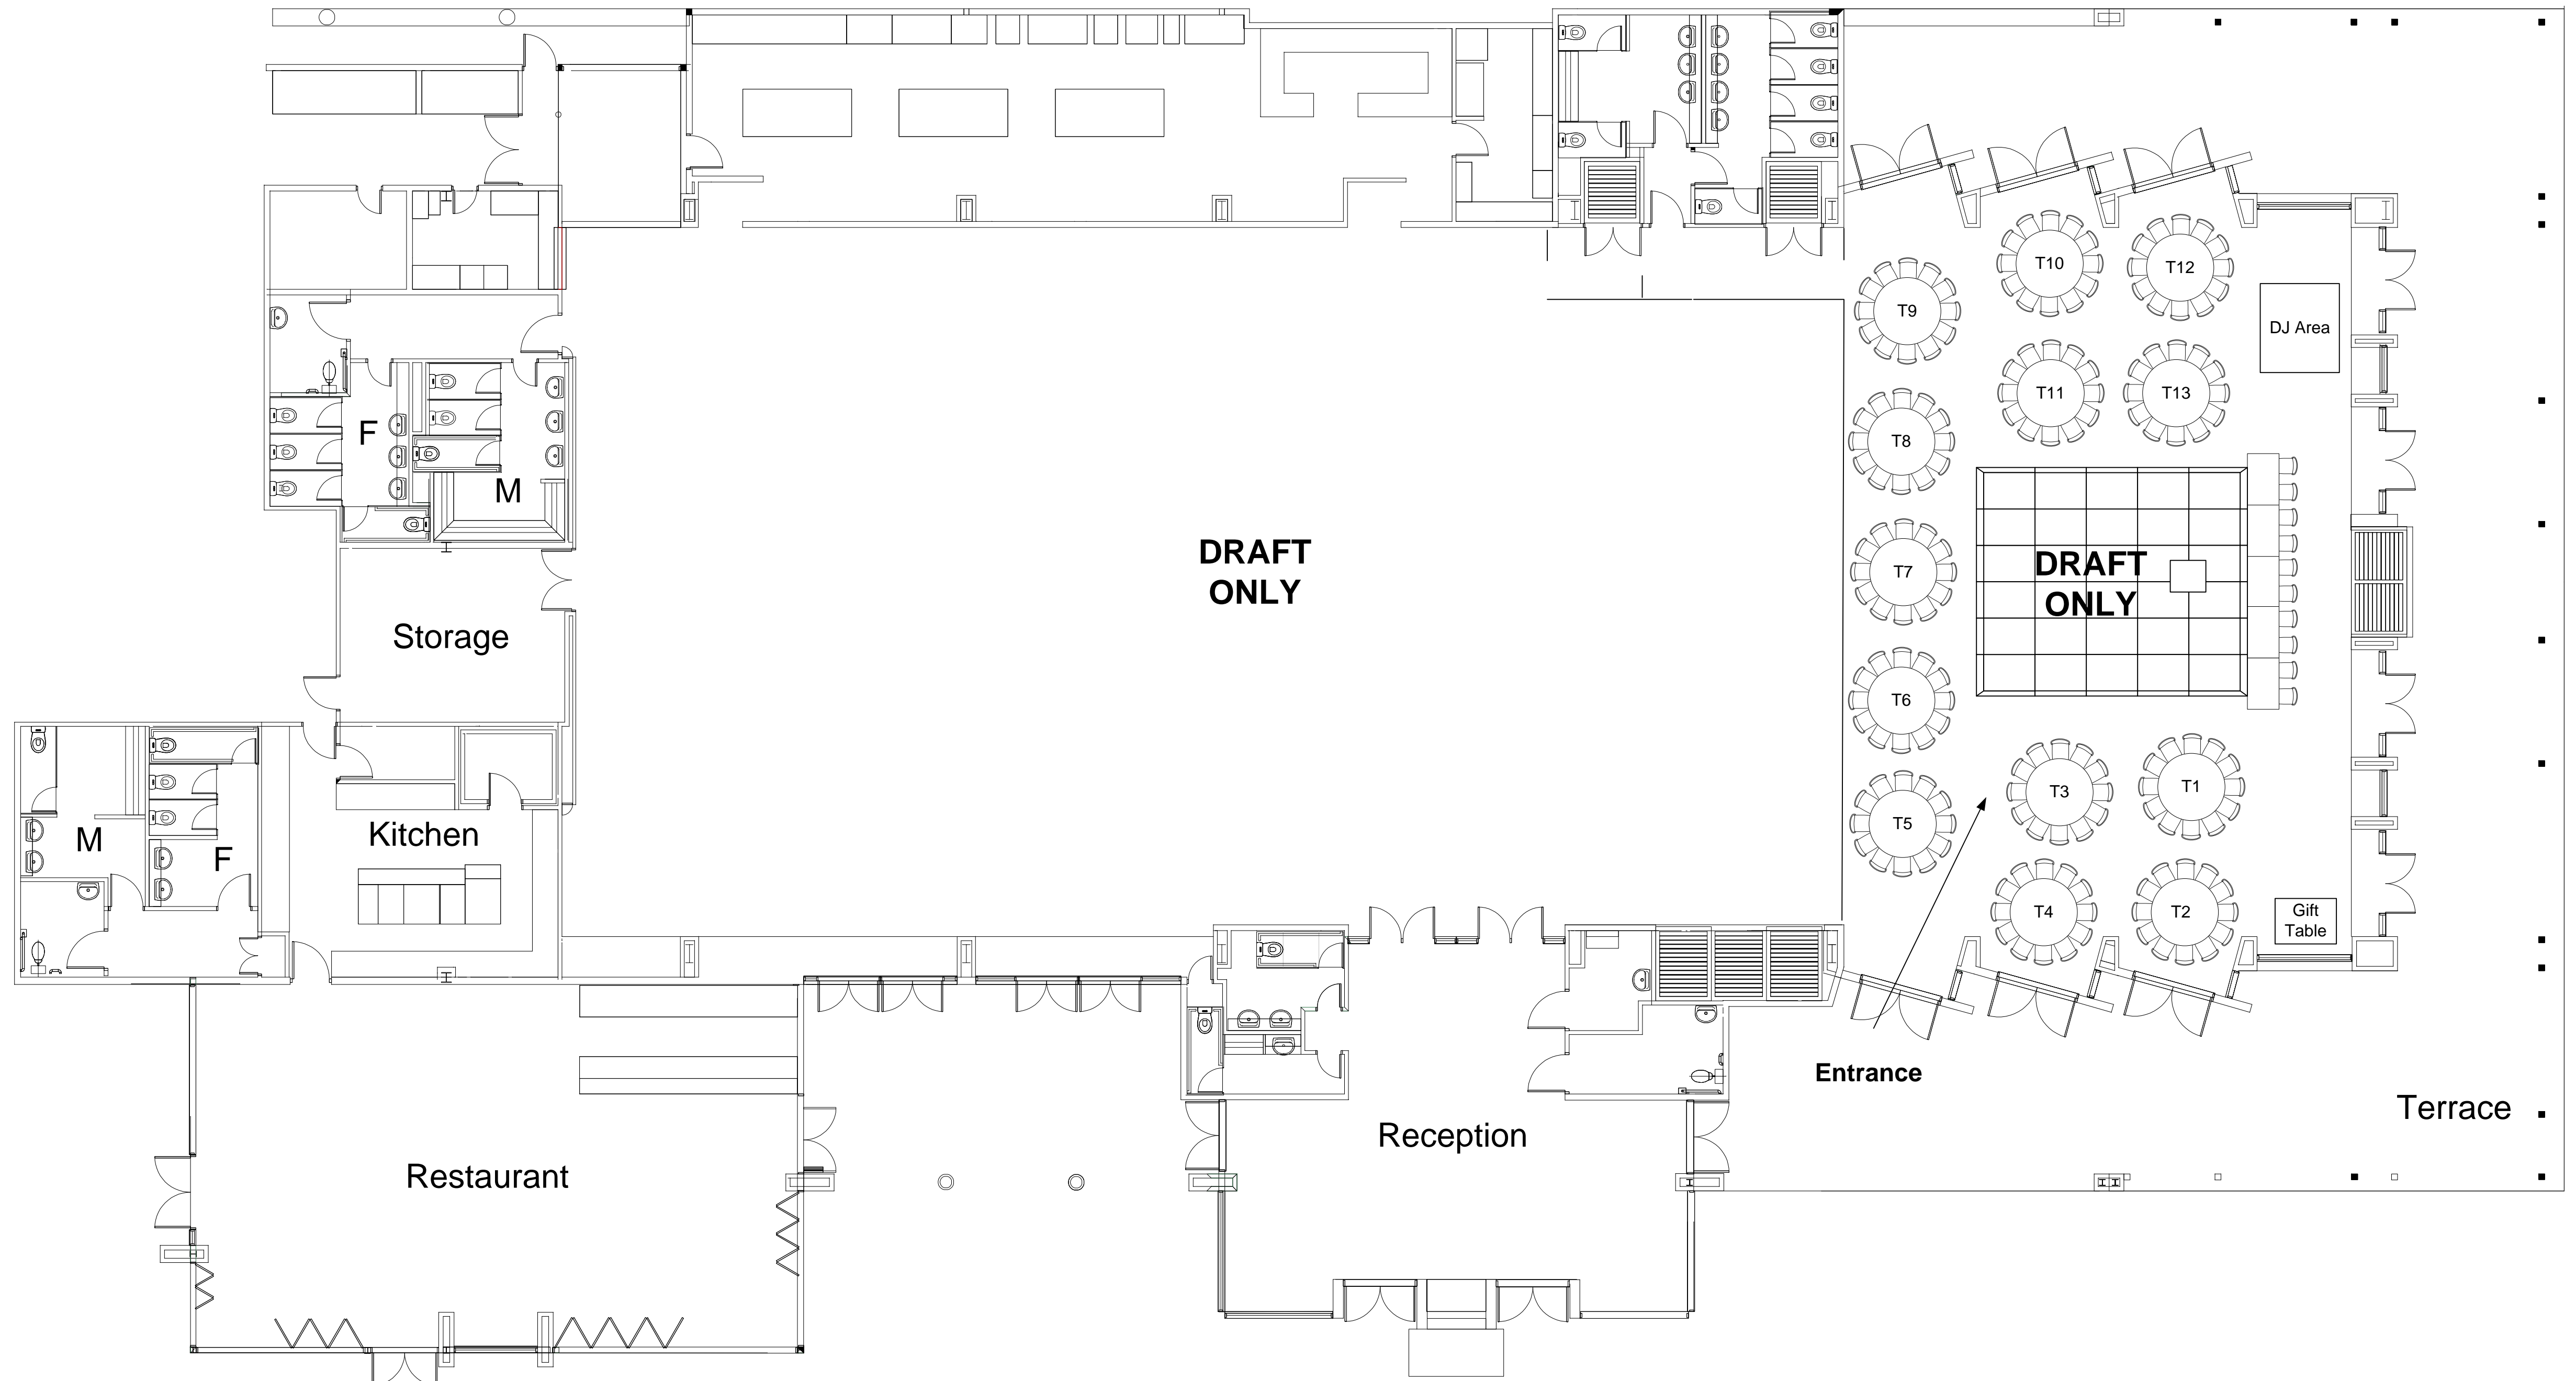 T10
T12
T9
DJ Area
T11
T13
F
T8
M
DRAFT
ONLY
T7
DRAFT
ONLY
Storage
T6
T3
T1
T5
Kitchen
M
F
T4
T2
Gift
Table
Entrance
Terrace
Reception
Restaurant